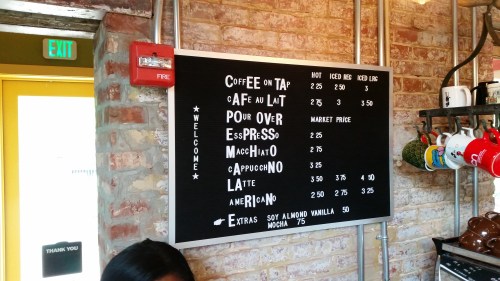 EXIT
FIRE
HOT ICED REG ICED LRG
CoffEE oN TAp 2 25 2 50 3
cAFE Au LAiT 2 75 3 3 50
POUR OVER MARKET PRICE
EspPRESSo 2 25
MAcCHiATO 2 75
cAppUCCHNO 3 25
LATTE 3 50 3 75 4 50
AMERiCANO 2 50 2 75 3 25
EXTRAS SOY ALMOND VANILLA 50
MOCHA 75
WELCOME
THANK YOU